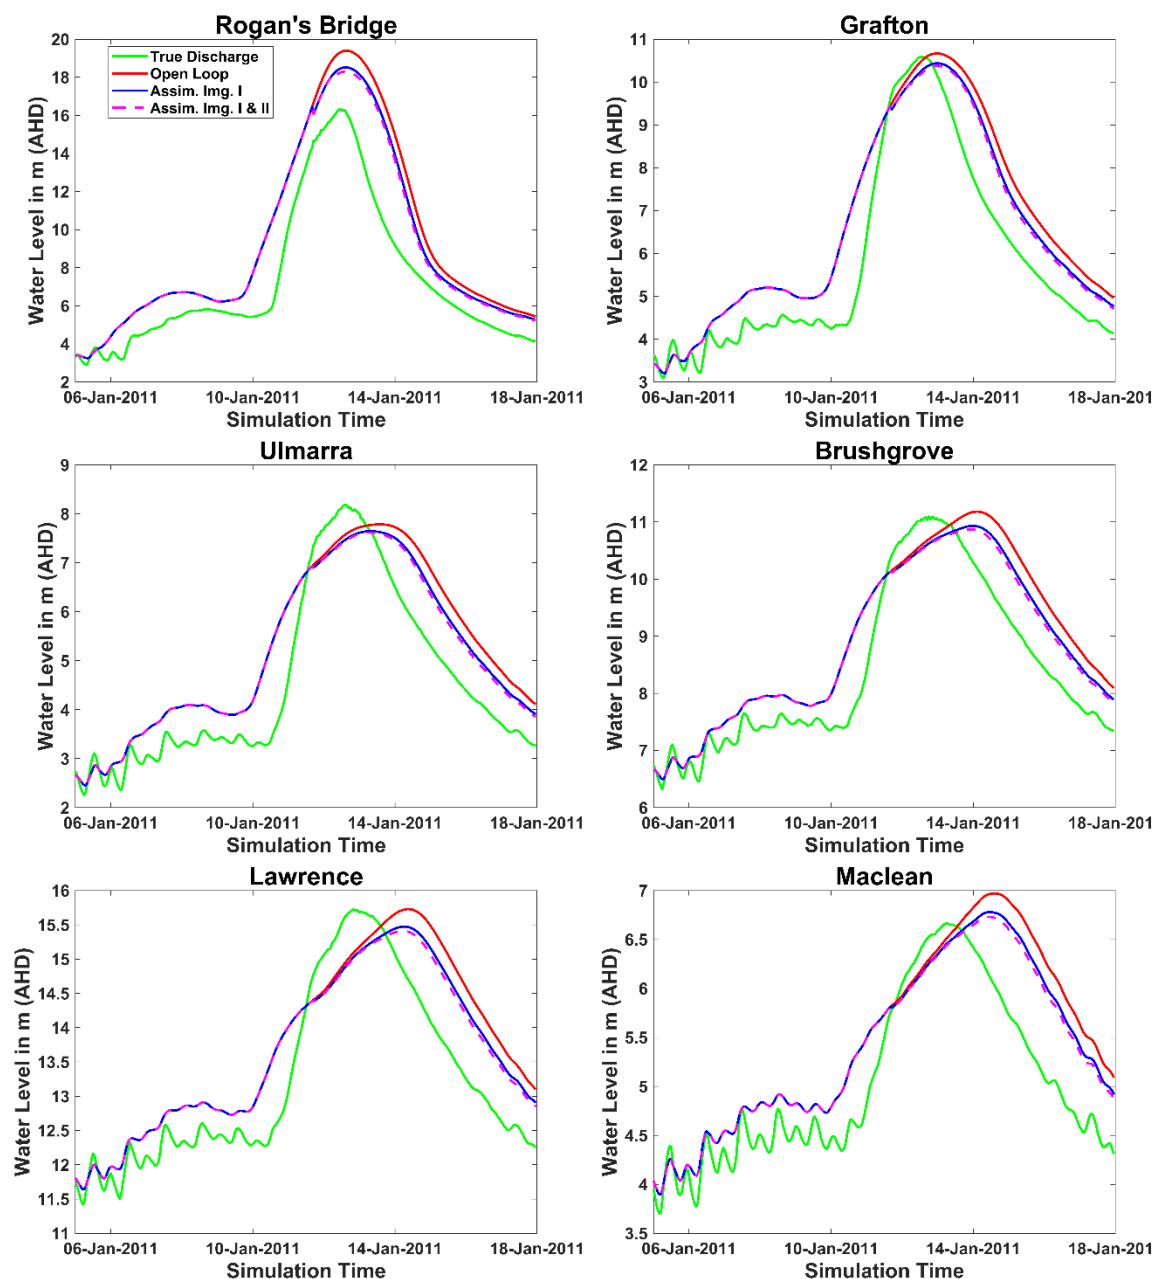 Rogan's Bridge
Water Level in m (AHD)
20
18
16
14
12
10
8
6
4
2
True Discharge
Open Loop
Assim. Img. I
Assim. Img. I & II
06-Jan-2011 10-Jan-2011 14-Jan-2011 18-Jan-2011
Simulation Time
Grafton
Water Level in m (AHD)
11
10
9
8
7
6
5
4
3
06-Jan-2011 10-Jan-2011 14-Jan-2011 18-Jan-201
Simulation Time
Ulmarra
Water Level in m (AHD)
9
8
7
6
5
4
3
2
06-Jan-2011 10-Jan-2011 14-Jan-2011 18-Jan-2011
Simulation Time
Brushgrove
Water Level in m (AHD)
12
11
10
9
8
7
6
06-Jan-2011 10-Jan-2011 14-Jan-2011 18-Jan-201
Simulation Time
Lawrence
Water Level in m (AHD)
16
15.5
15
14.5
14
13.5
13
12.5
12
11.5
11
06-Jan-2011 10-Jan-2011 14-Jan-2011 18-Jan-2011
Simulation Time
Maclean
Water Level in m (AHD)
7
6.5
6
5.5
5
4.5
4
3.5
06-Jan-2011 10-Jan-2011 14-Jan-2011 18-Jan-201
Simulation Time